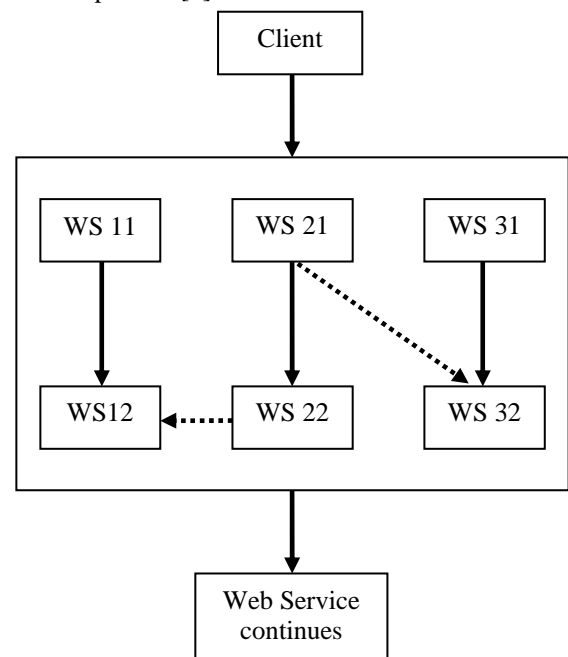 Client
WS 11
WS 21
WS 31
WS12
WS 22
WS 32
Web Service
continues